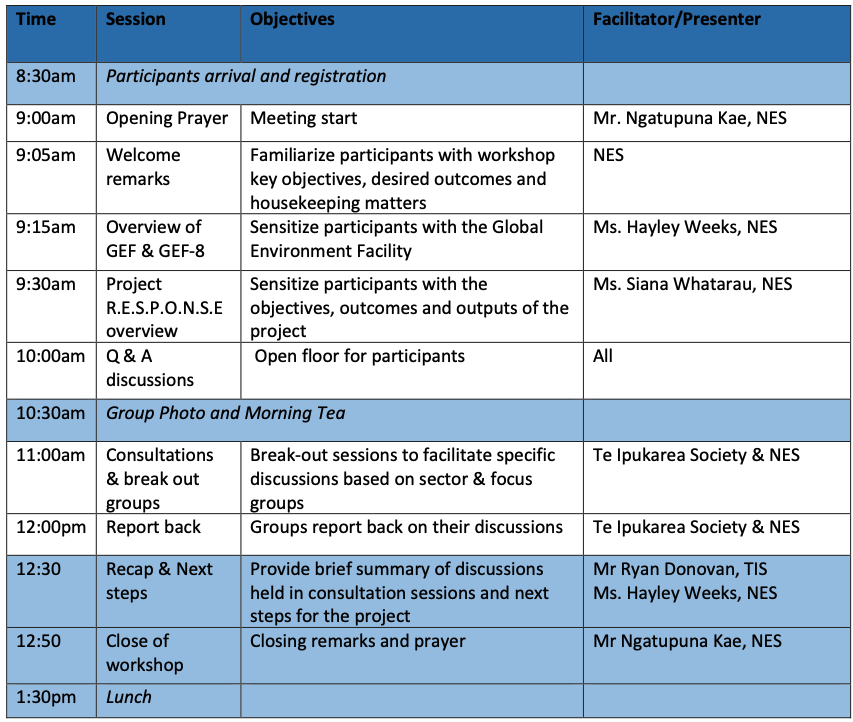 Time Session Objectives Facilitator/Presenter
8:30am Participants arrival and registration
9:00am Opening Prayer Meeting start Mr. Ngatupuna Kae, NES
9:05am Welcome Familiarize participants with workshop NES
remarks key objectives, desired outcomes and
housekeeping matters
9:15am Overview of Sensitize participants with the Global Ms. Hayley Weeks, NES
GEF & GEF-8 Environment Facility
9:30am Project Sensitize participants with the Ms. Siana Whatarau, NES
R.E.S.P.O.N.S.E objectives, outcomes and outputs of the
overview project
10:00am Q & A Open floor for participants All
discussions
10:30am Group Photo and Morning Tea
11:00am Consultations Break-out sessions to facilitate specific Te Ipukarea Society & NES
& break out discussions based on sector & focus
groups groups
12:00pm Report back Groups report back on their discussions Te Ipukarea Society & NES
12:30 Recap & Next Provide brief summary of discussions Mr Ryan Donovan, TIS
steps held in consultation sessions and next Ms. Hayley Weeks, NES
steps for the project
12:50 Close of Closing remarks and prayer Mr Ngatupuna Kae, NES
workshop
1:30pm Lunch